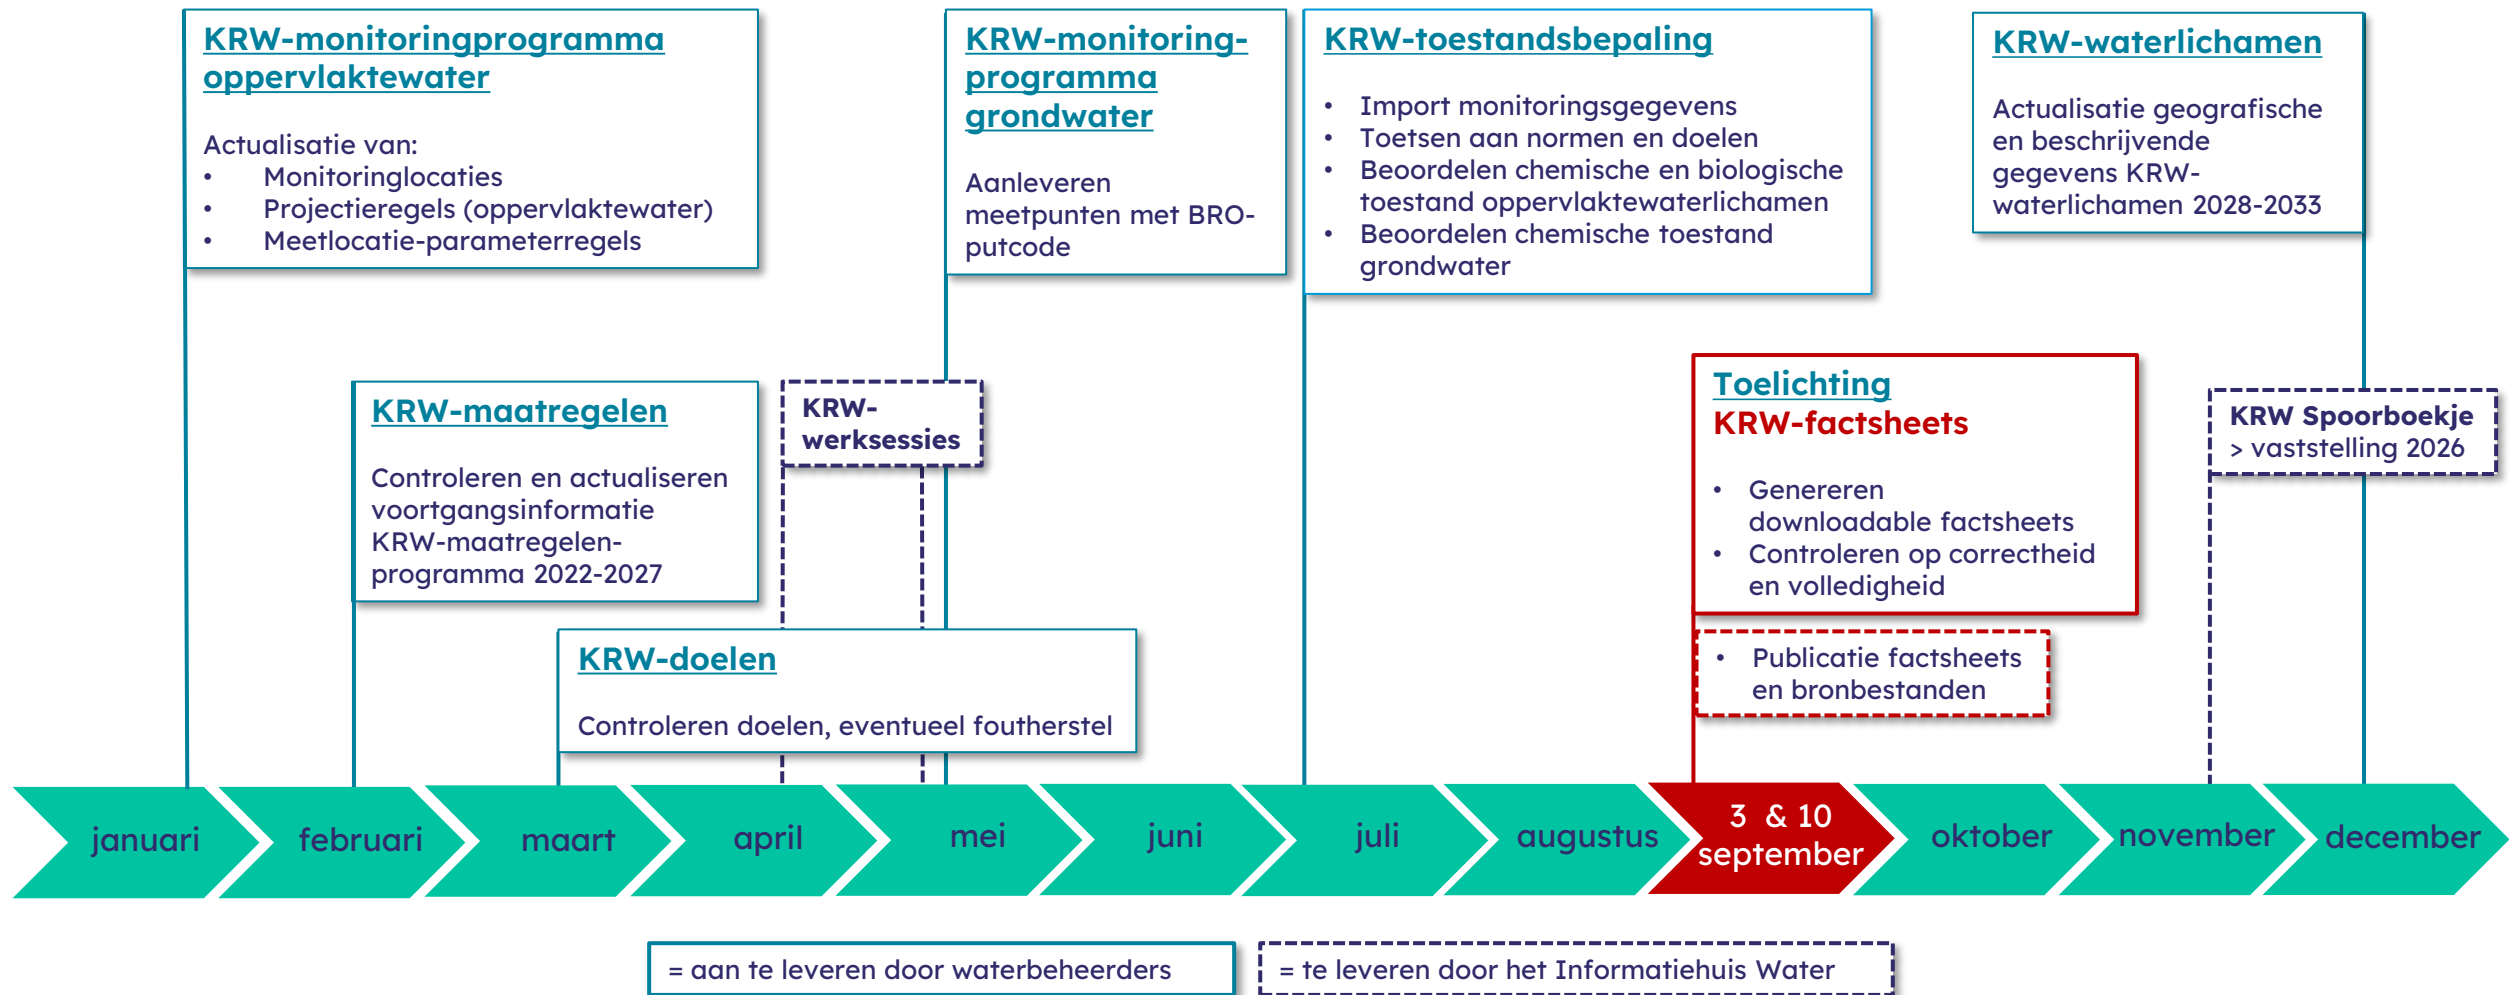 KRW-monitoringprogramma
oppervlaktewater
Actualisatie van:
• Monitoringlocaties
• Projectieregels (oppervlaktewater)
• Meetlocatie-parameterregels
KRW-monitoring-
programma
grondwater
Aanleveren
meetpunten met BRO-
putcode
KRW-toestandsbepaling
• Import monitoringsgegevens
• Toetsen aan normen en doelen
• Beoordelen chemische en biologische
toestand oppervlaktewaterlichamen
• Beoordelen chemische toestand
grondwater
KRW-waterlichamen
Actualisatie geografische
en beschrijvende
gegevens KRW-
waterlichamen 2028-2033
KRW-maatregelen
Controleren en actualiseren
voortgangsinformatie
KRW-maatregelen-
programma 2022-2027
KRW-
werksessies
Toelichting
KRW-factsheets
• Genereren
downloadable factsheets
• Controleren op correctheid
en volledigheid
• Publicatie factsheets
en bronbestanden
KRW Spoorboekje
> vaststelling 2026
KRW-doelen
Controleren doelen, eventueel foutherstel
januari
februari
maart
april
mei
juni
juli
augustus
3 & 10
september
oktober
november
december
= aan te leveren door waterbeheerders
= te leveren door het Informatiehuis Water